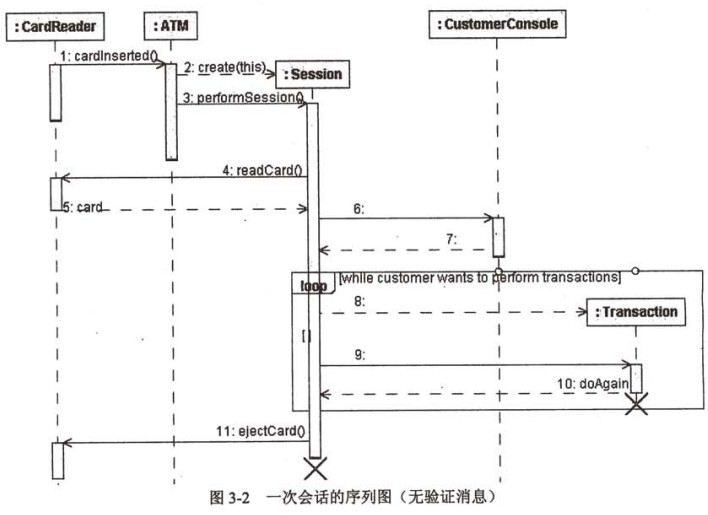 : CardReader
: ATM
: CustomerConsole
1: cardInserted()
2: create(this)
: Session
3: performSession()
4: readCard()
5: card
6:
7:
loop
[while customer wants to perform transactions]
8:
: Transaction
[]
9:
10: doAgain
11: ejectCard()
图 3-2 一次会话的序列图（无验证消息）